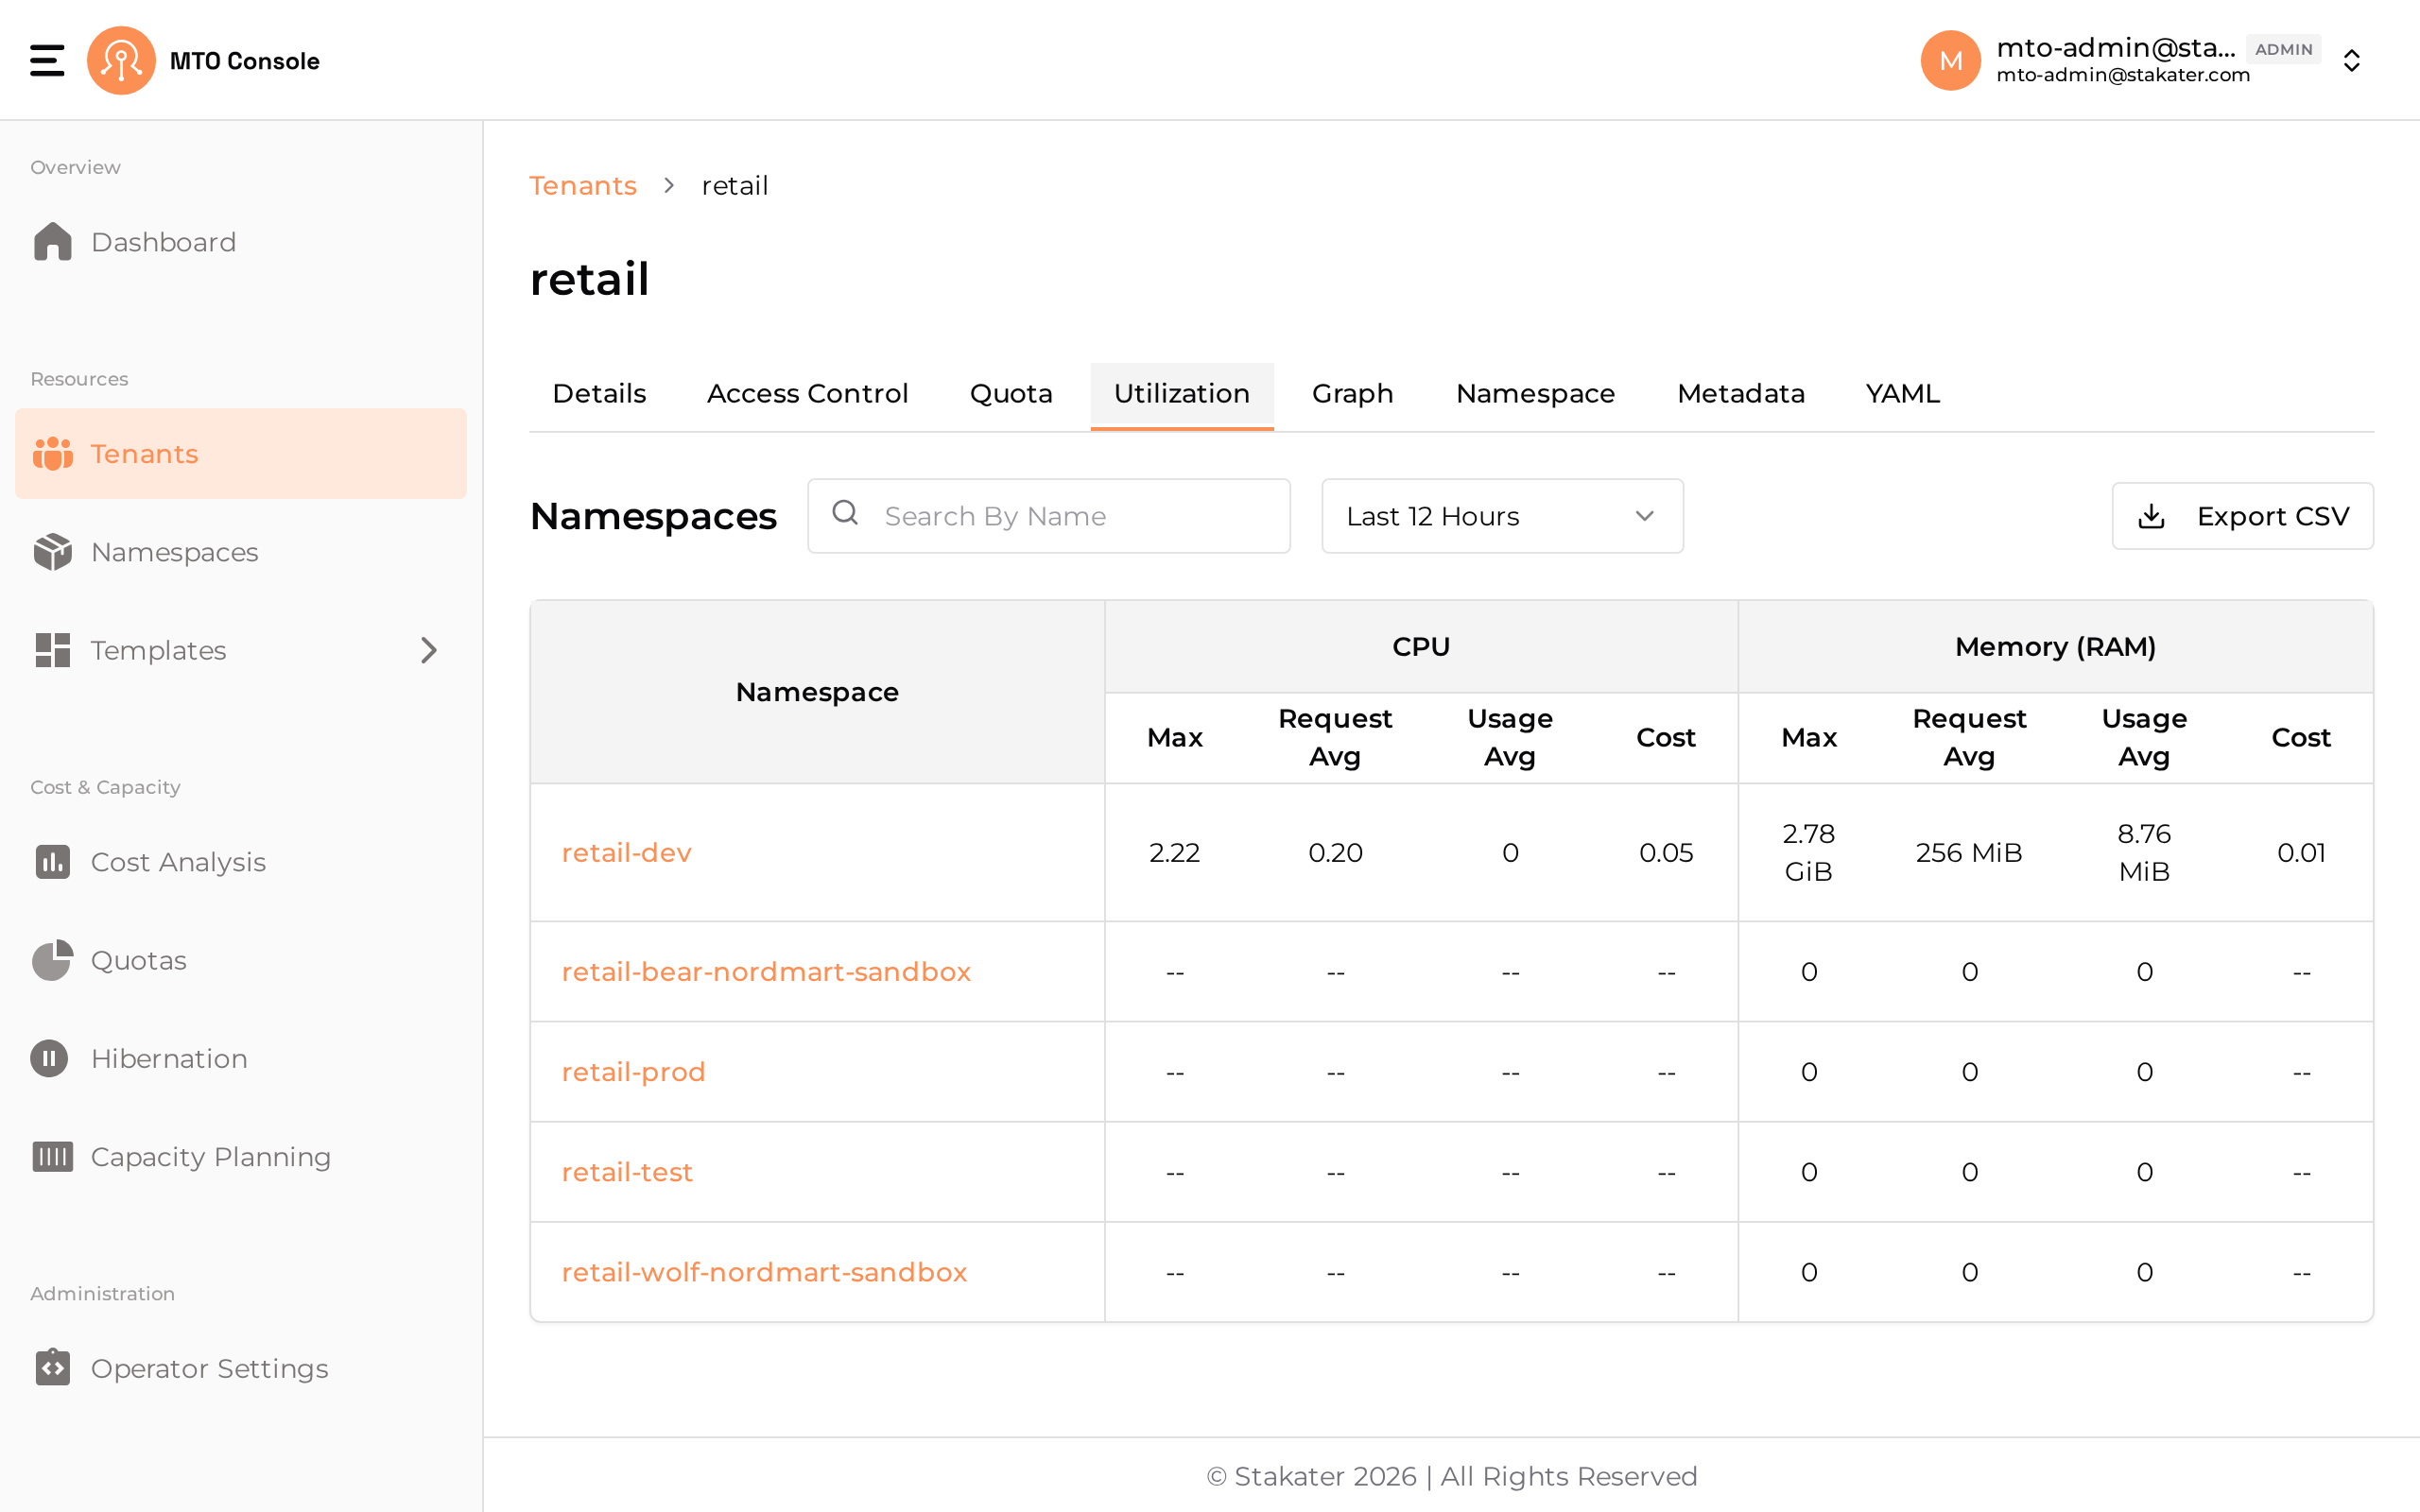 MTO Console
M
mto-admin@sta...
ADMIN
mto-admin@stakater.com
Overview
Dashboard
Resources
Tenants
Namespaces
Templates
Cost & Capacity
Cost Analysis
Quotas
Hibernation
Capacity Planning
Administration
Operator Settings
Tenants > retail
retail
Details Access Control Quota Utilization Graph Namespace Metadata YAML
Namespaces Search By Name Last 12 Hours Export CSV
Namespace CPU Memory (RAM)
Max Request Avg Usage Avg Cost Max Request Avg Usage Avg Cost
retail-dev 2.22 0.20 0 0.05 2.78 GiB 256 MiB 8.76 MiB 0.01
retail-bear-nordmart-sandbox -- -- -- -- 0 0 0 --
retail-prod -- -- -- -- 0 0 0 --
retail-test -- -- -- -- 0 0 0 --
retail-wolf-nordmart-sandbox -- -- -- -- 0 0 0 --
© Stakater 2026 | All Rights Reserved